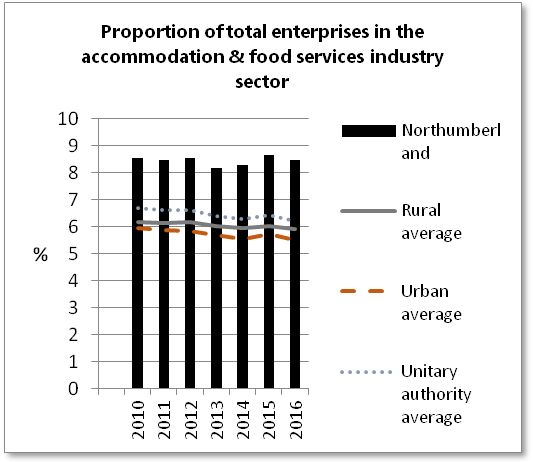 Proportion of total enterprises in the
accommodation & food services industry
sector
10
9
8
7
6
5
4
3
2
1
0
%
2010
2011
2012
2013
2014
2015
2016
Northumberl
and
Rural
average
Urban
average
Unitary
authority
average